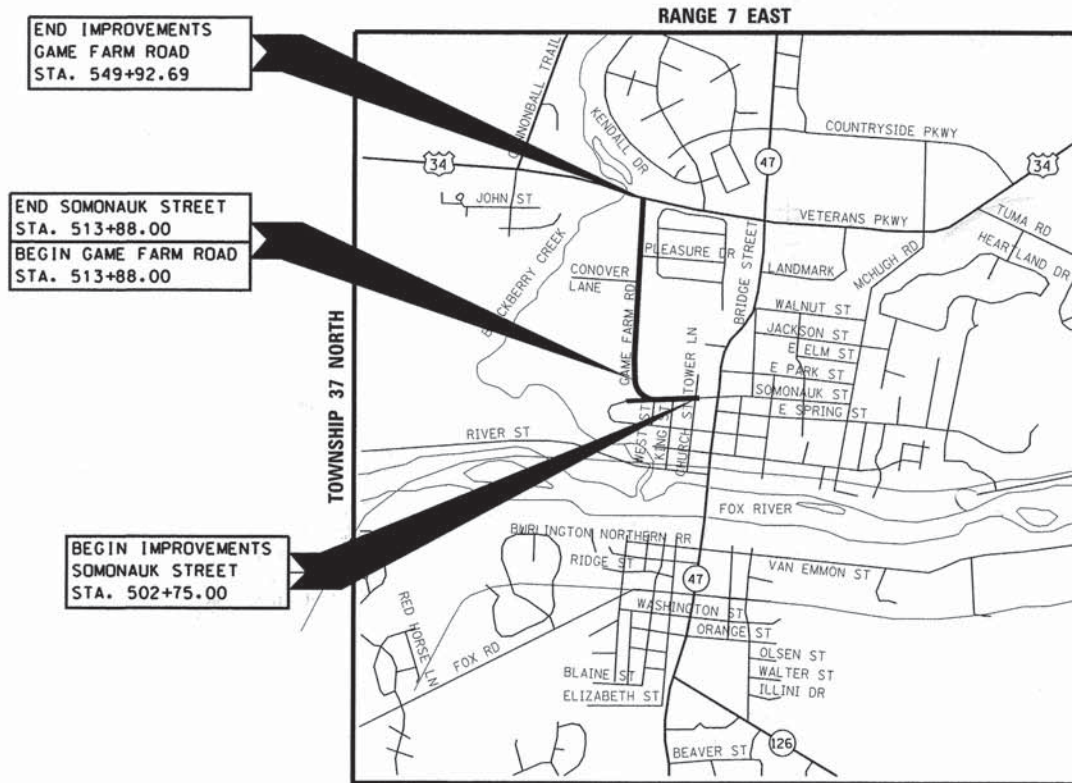 RANGE 7 EAST
END IMPROVEMENTS
GAME FARM ROAD
STA. 549+92.69
END SOMONAUK STREET
STA. 513+88.00
BEGIN GAME FARM ROAD
STA. 513+88.00
BEGIN IMPROVEMENTS
SOMONAUK STREET
STA. 502+75.00
TOWNSHIP 37 NORTH
CANNONBALL TRAIL
KENDALL DR
COUNTRYSIDE PKWY
47
34
34
JOHN ST
VETERANS PKWY
TUMA RD
HEARTLAND DR
MCHUGH RD
PLEASURE DR
LANDMARK
BLACKBERRY CREEK
CONOVER
LANE
GAME FARM RD
BRIDGE STREET
WALNUT ST
JACKSON ST
E ELM ST
E PARK ST
SOMONAUK ST
E SPRING ST
TOWER LN
WEST ST
KING ST
CHURCH ST
RIVER ST
FOX RIVER
BWRLINGTON NORTHERN RR
RIDGE ST
VAN EMMON ST
47
WASHINGTON ST
ORANGE ST
RED HORSE LN
FOX RD
OLSEN ST
BLAINE ST
WALTER ST
ELIZABETH ST
ILLINI DR
126
BEAVER ST